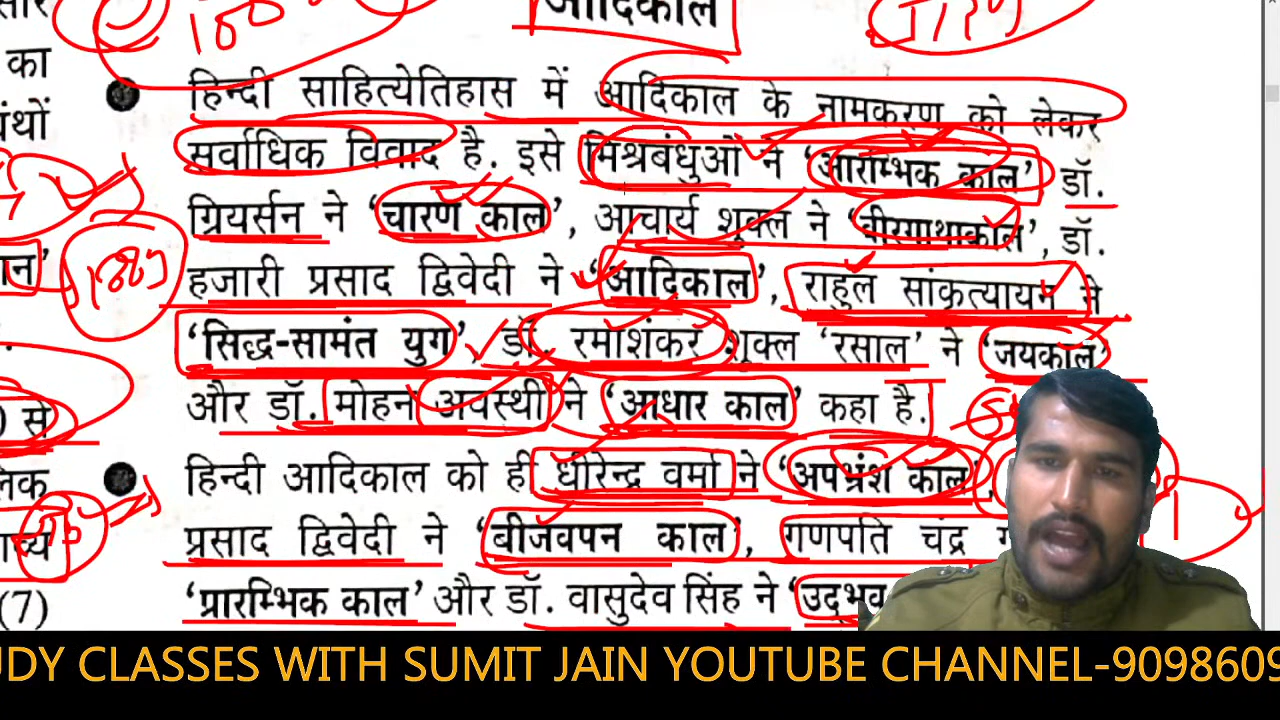 आदिकाल
हिन्दी साहित्येतिहास में आदिकाल के नामकरण को लेकर
सर्वाधिक विवाद है. इसे मिश्रबंधुओं ने ‘आरम्भिक काल’ डॉ.
ग्रियर्सन ने ‘चारण काल’, आचार्य शुक्ल ने ‘वीरगाथाकाल’, डॉ.
हजारी प्रसाद द्विवेदी ने ‘आदिकाल’, राहुल सांकृत्यायन ने
‘सिद्ध-सामंत युग’, डॉ. रमाशंकर शुक्ल ‘रसाल’ ने ‘जयकाल’
और डॉ. मोहन अवस्थी ने ‘आधार काल’ कहा है.
हिन्दी आदिकाल को ही धीरेन्द्र वर्मा ने ‘अपभ्रंश काल’,
प्रसाद द्विवेदी ने ‘बीजवपन काल’, गणपति चंद्र
‘प्रारम्भिक काल’ और डॉ. वासुदेव सिंह ने ‘उद्भव
का
से
(7)
UDY CLASSES WITH SUMIT JAIN YOUTUBE CHANNEL-9098609